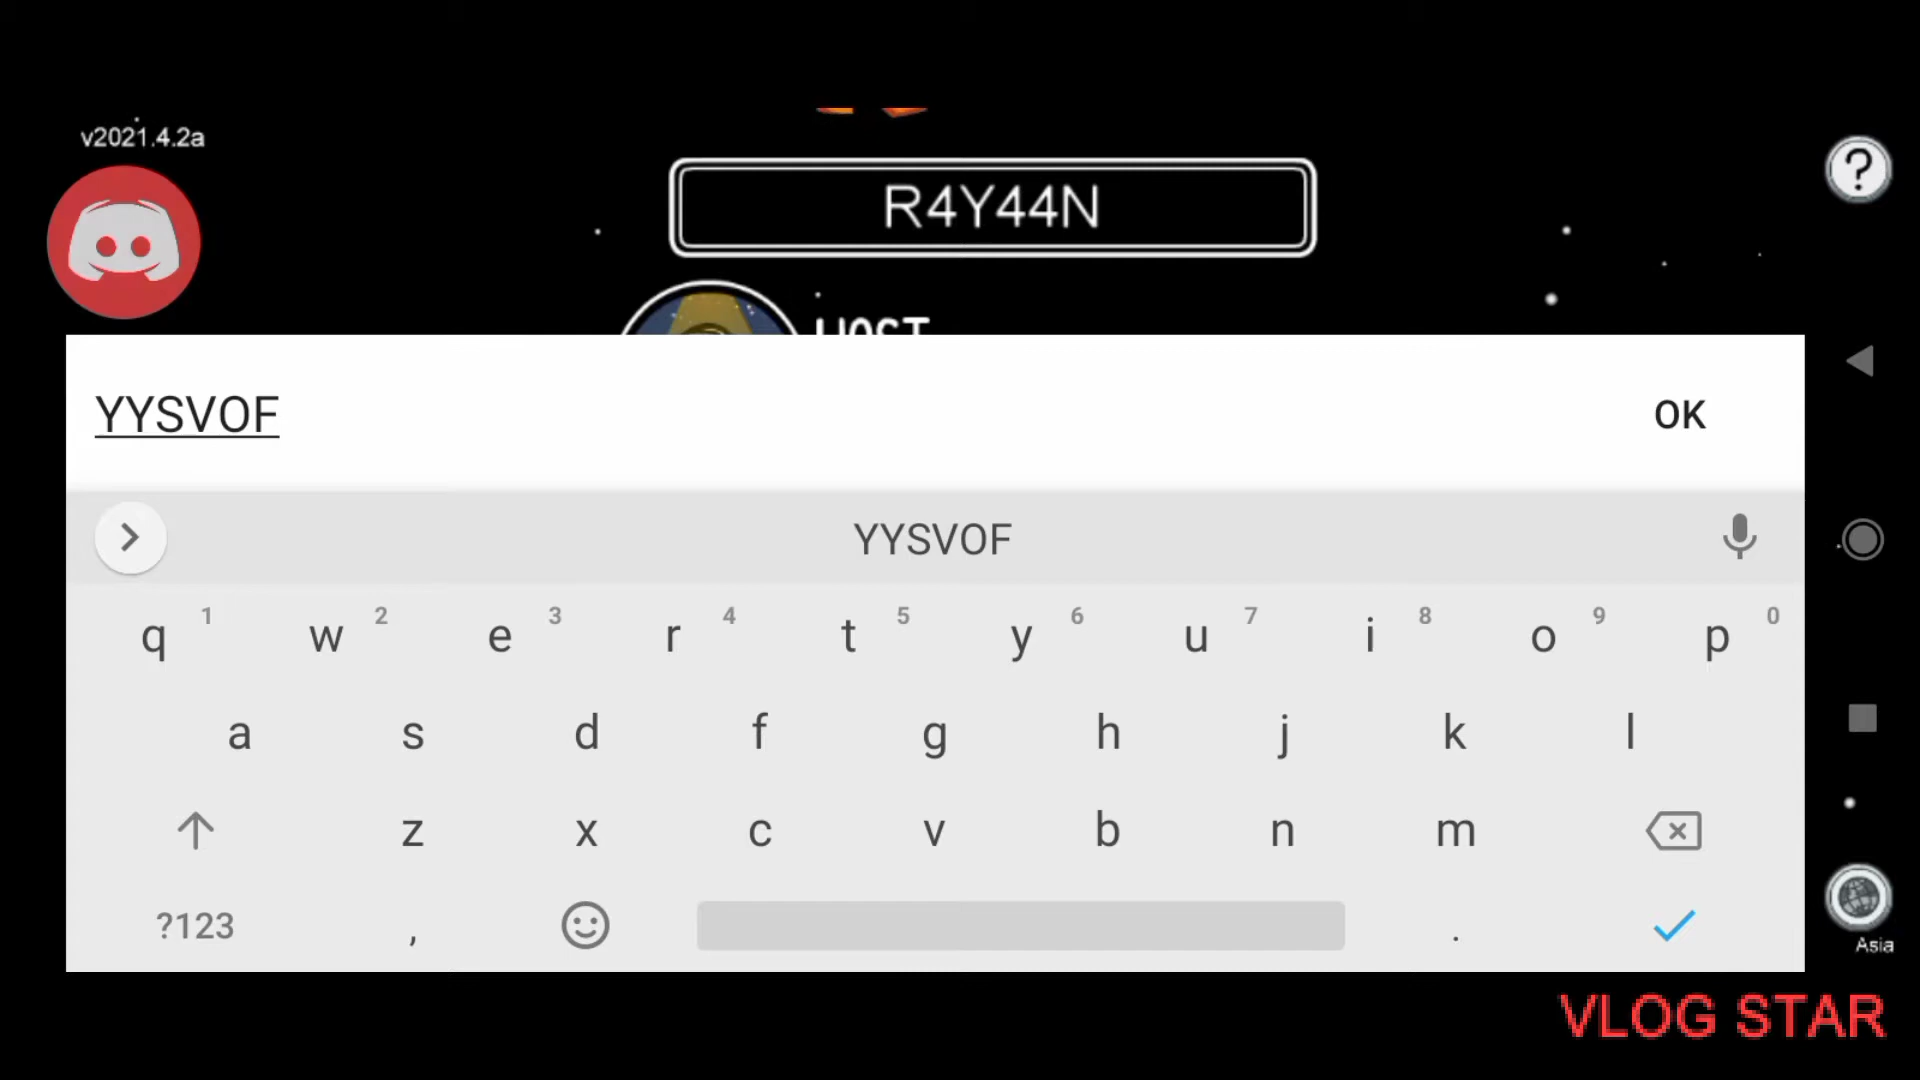 v2021.4.2a
R4Y44N
HOST
YYSVOF
OK
YYSVOF
q 1 w 2 e 3 r 4 t 5 y 6 u 7 i 8 o 9 p 0
a s d f g h j k l
z x c v b n m
?123 , .
Asia
VLOG STAR